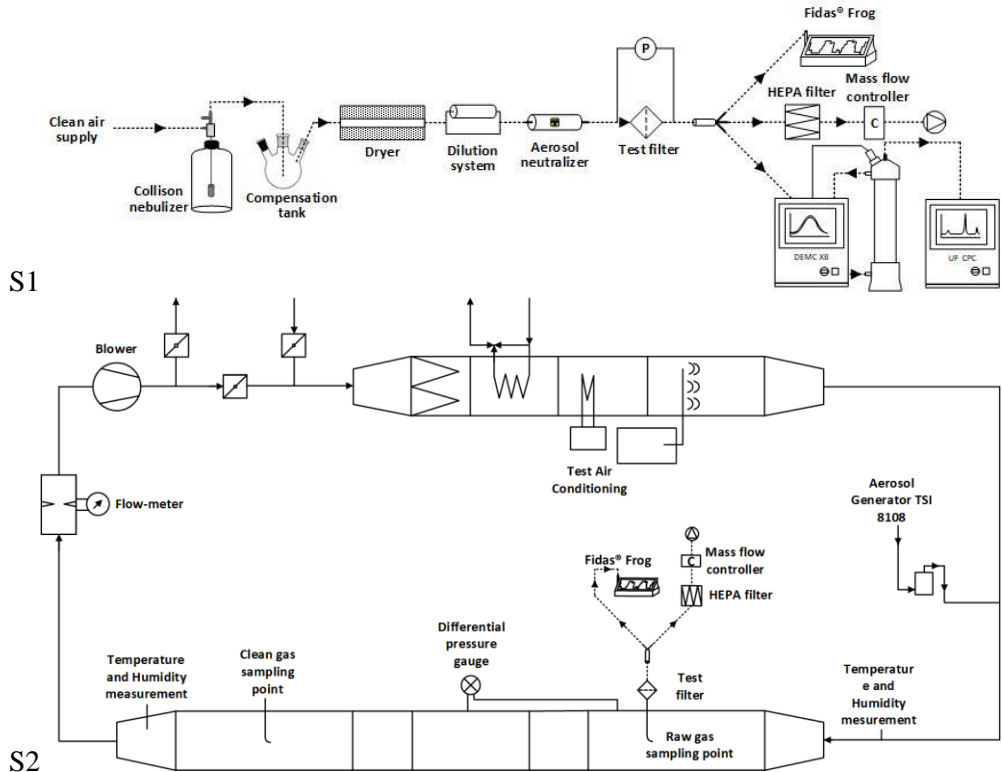 Fidas® Frog
P
HEPA filter
Mass flow
controller
Clean air
supply
C
Dryer
Dilution
system
Aerosol
neutralizer
Test filter
Collison
nebulizer
Compensation
tank
DEMC XB
UF CPC
S1
Blower
Test Air
Conditioning
Flow-meter
Aerosol
Generator TSI
8108
Fidas® Frog
C
Mass flow
controller
HEPA filter
Differential
pressure
gauge
Temperature
and Humidity
measurement
Clean gas
sampling
point
Test
filter
Temperatur
e and
Humidity
mesurement
Raw gas
sampling point
S2